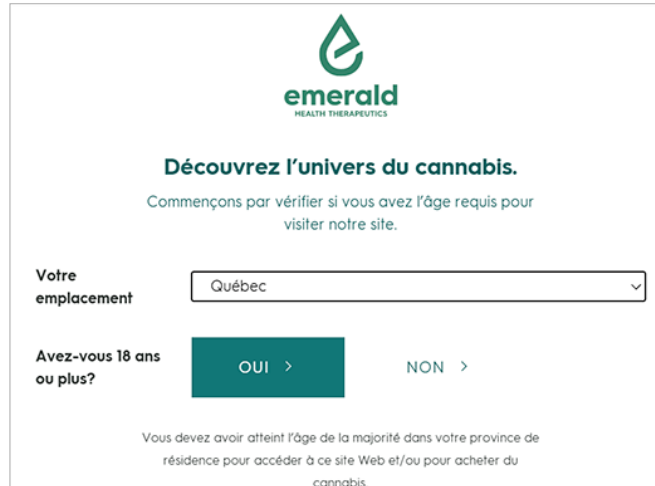 emerald
HEALTH THERAPEUTICS
Découvrez l'univers du cannabis.
Commençons par vérifier si vous avez l'âge requis pour
visiter notre site.
Votre
emplacement
Québec
Avez-vous 18 ans
ou plus?
OUI >
NON >
Vous devez avoir atteint l'âge de la majorité dans votre province de
résidence pour accéder à ce site Web et/ou pour acheter du
cannabis